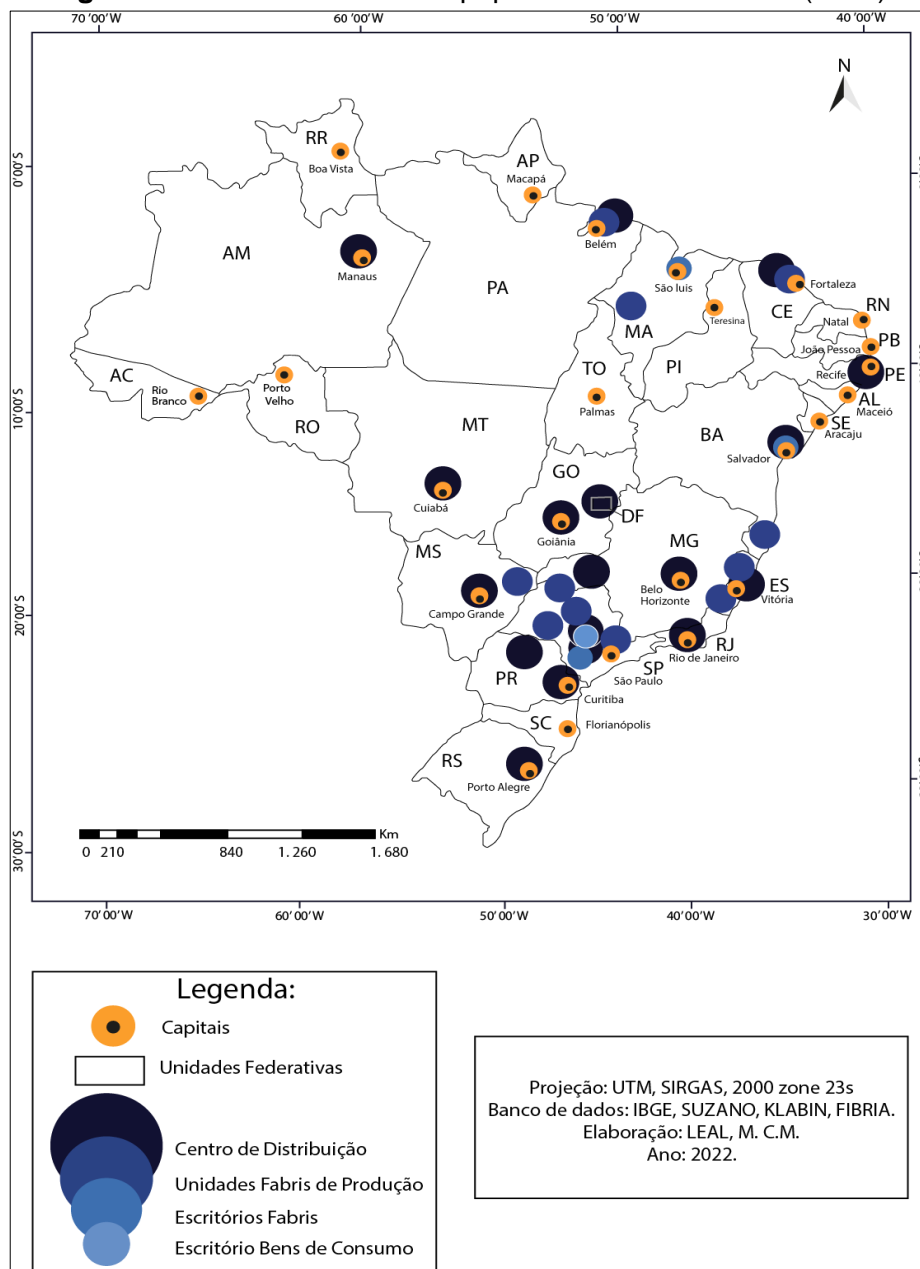 70°00'W 60°00'W 50°00'W 40°00'W
N
RR
Boa Vista
AP
Macapá
0°00'S
AM
Manaus
PA
Belém
São luis
MA
Teresina
CE
Fortaleza
RN
Natal
PB
João Pessoa
PE
Recife
AL
Maceió
SE
Aracaju
PI
TO
Palmas
AC
Rio
Branco
Porto
Velho
RO
10°00'S
MT
Cuiabá
BA
Salvador
GO
Goiânia
DF
MG
Belo
Horizonte
ES
Vitória
MS
Campo Grande
20°00'S
RJ
Rio de Janeiro
SP
São Paulo
PR
Curitiba
SC
Florianópolis
RS
Porto Alegre
Km
0 210 840 1.260 1.680
30°00'S
70°00'W 60°00'W 50°00'W 40°00'W 30°00'W
Legenda:
Capitais
Unidades Federativas
Centro de Distribuição
Unidades Fabris de Produção
Escritórios Fabris
Escritório Bens de Consumo
Projeção: UTM, SIRGAS, 2000 zone 23s
Banco de dados: IBGE, SUZANO, KLABIN, FIBRIA.
Elaboração: LEAL, M. C.M.
Ano: 2022.